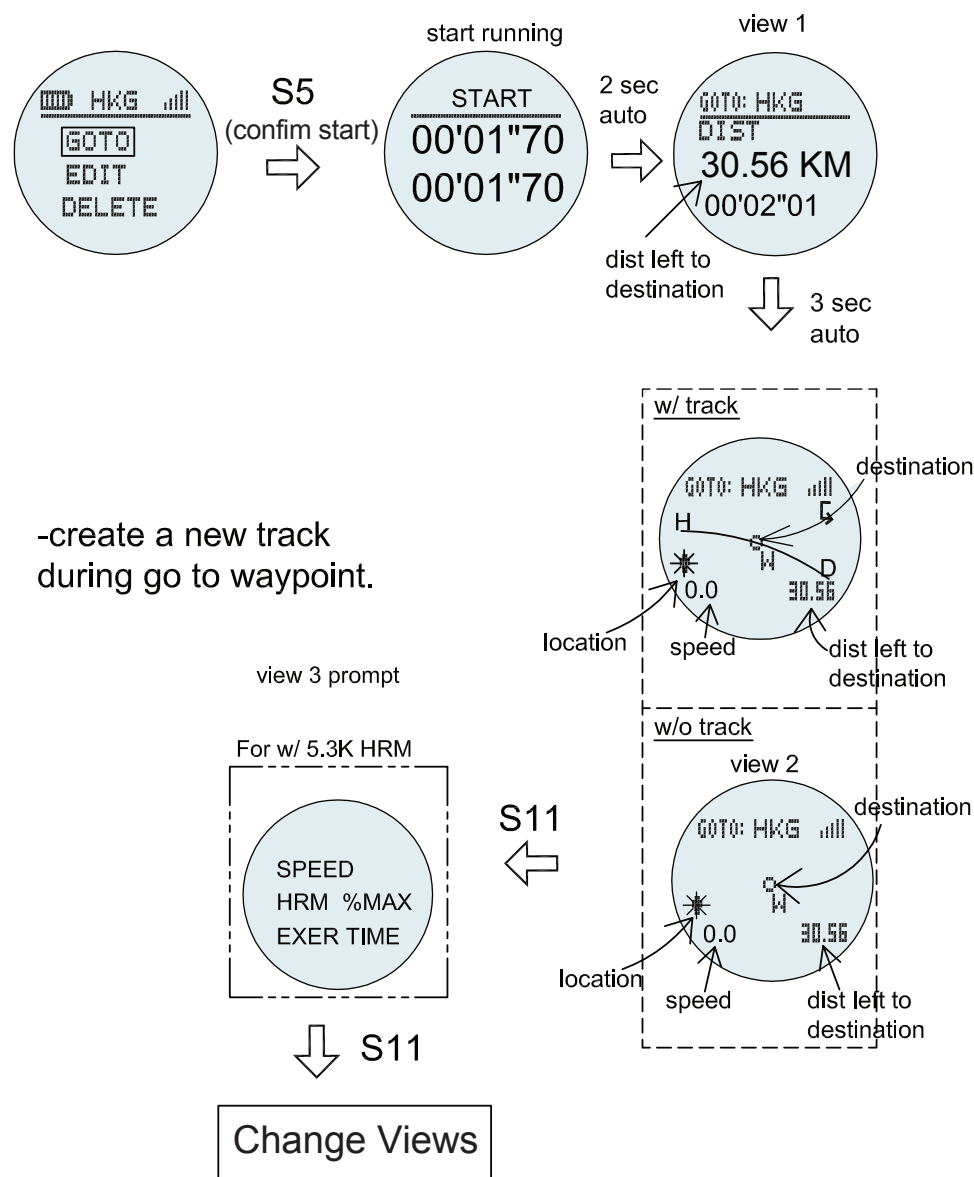 HKG
GOTO
EDIT
DELETE
S5
(confim start)
start running
START
00'01"70
00'01"70
2 sec
auto
view 1
GOTO: HKG
DIST
30.56 KM
00'02"01
dist left to
destination
3 sec
auto
w/ track
destination
GOTO: HKG
H
W
D
0.0
30.56
location
speed
dist left to
destination
-create a new track
during go to waypoint.
w/o track
view 2
destination
GOTO: HKG
W
0.0
30.56
location
speed
dist left to
destination
S11
view 3 prompt
For w/ 5.3K HRM
SPEED
HRM %MAX
EXER TIME
S11
Change Views